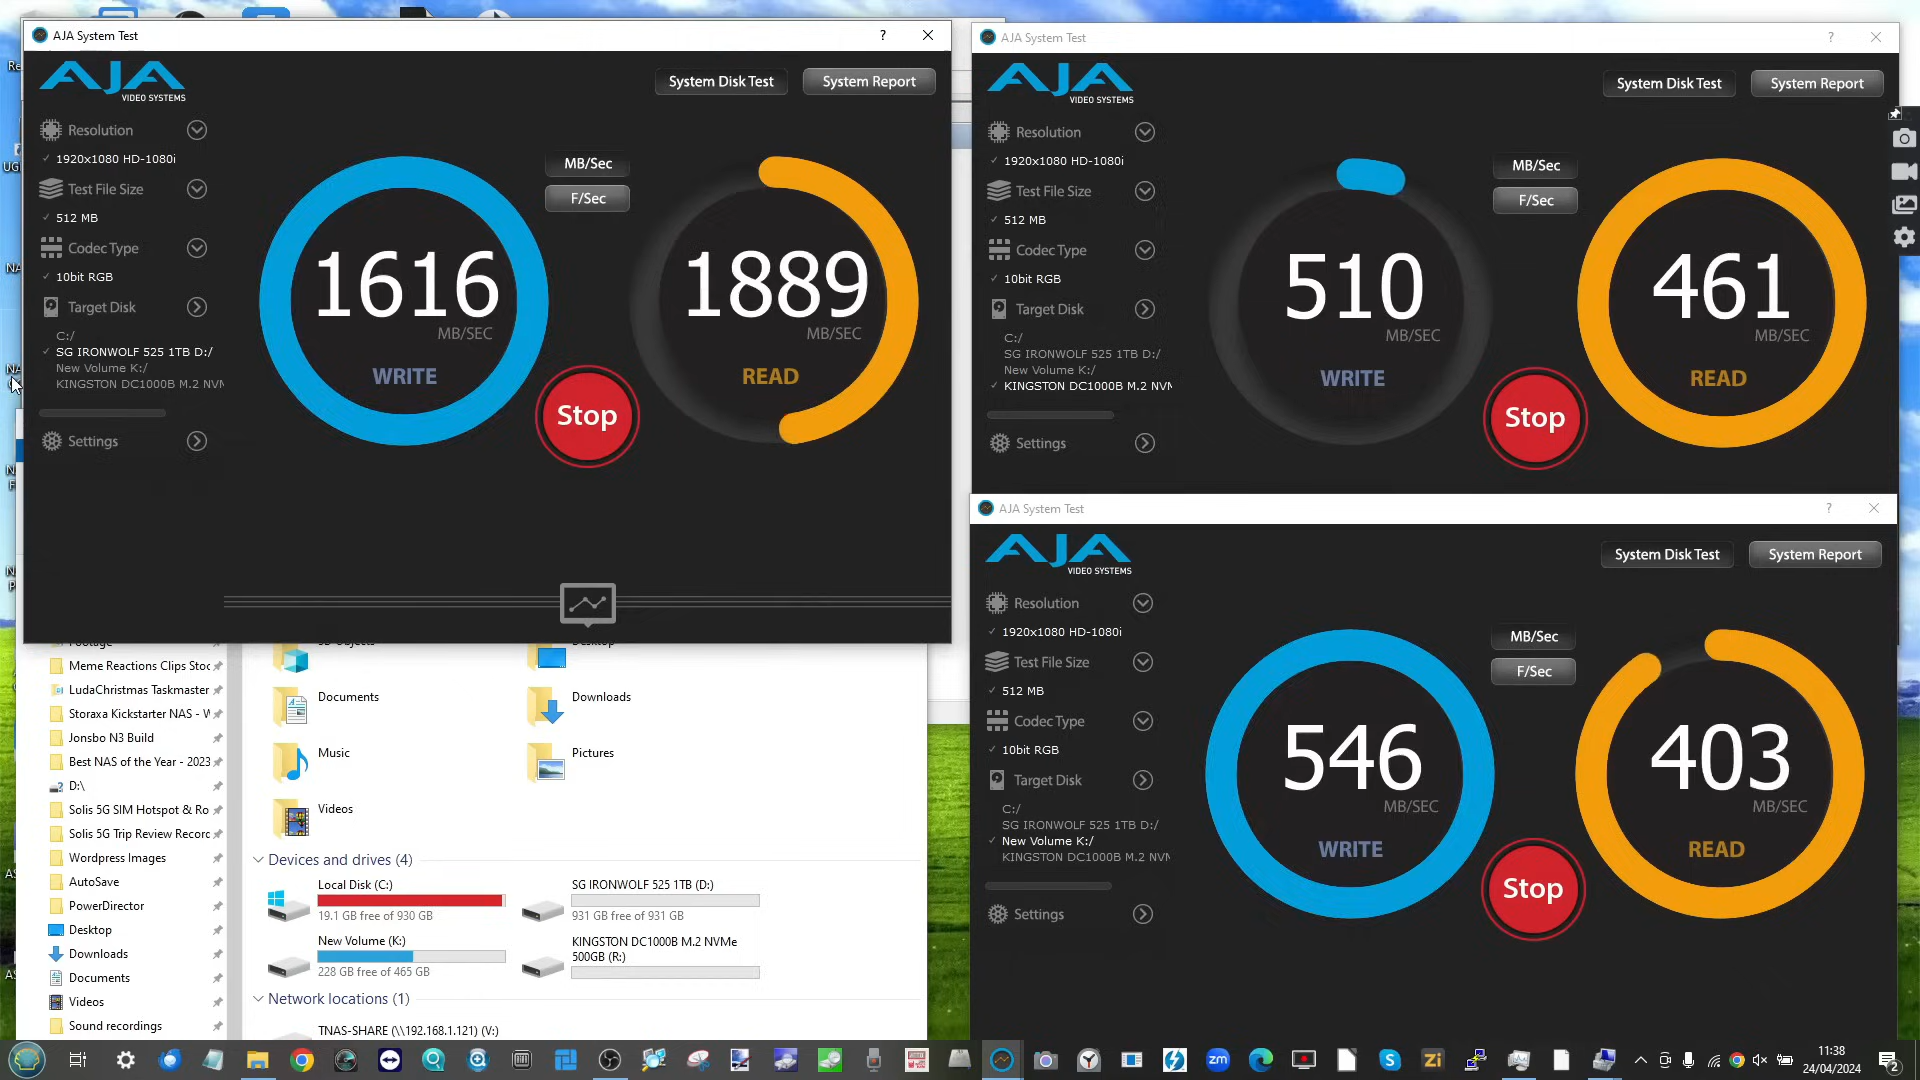 AJA System Test
?
AJA
VIDEO SYSTEMS
System Disk Test
System Report
Resolution
✓ 1920x1080 HD-1080i
Test File Size
✓ 512 MB
Codec Type
✓ 10bit RGB
Target Disk
C:/
✓ SG IRONWOLF 525 1TB D:/
New Volume K:/
KINGSTON DC1000B M.2 NVM
Settings
MB/Sec
F/Sec
1616
MB/SEC
WRITE
1889
MB/SEC
READ
Stop
AJA System Test
?
AJA
VIDEO SYSTEMS
System Disk Test
System Report
Resolution
✓ 1920x1080 HD-1080i
Test File Size
✓ 512 MB
Codec Type
✓ 10bit RGB
Target Disk
C:/
SG IRONWOLF 525 1TB D:/
New Volume K:/
✓ KINGSTON DC1000B M.2 NVM
Settings
MB/Sec
F/Sec
510
MB/SEC
WRITE
461
MB/SEC
READ
Stop
AJA System Test
?
AJA
VIDEO SYSTEMS
System Disk Test
System Report
Resolution
✓ 1920x1080 HD-1080i
Test File Size
✓ 512 MB
Codec Type
✓ 10bit RGB
Target Disk
C:/
SG IRONWOLF 525 1TB D:/
✓ New Volume K:/
KINGSTON DC1000B M.2 NVM
Settings
MB/Sec
F/Sec
546
MB/SEC
WRITE
403
MB/SEC
READ
Stop
Footage
Meme Reactions Clips Stoc
LudaChristmas Taskmaster
Storaxa Kickstarter NAS - V
Jonsbo N3 Build
Best NAS of the Year - 2023
D:\
Solis 5G SIM Hotspot & Ro
Solis 5G Trip Review Record
Wordpress Images
AutoSave
PowerDirector
Desktop
Downloads
Documents
Videos
Sound recordings
3D Objects
Desktop
Documents
Downloads
Music
Pictures
Videos
Devices and drives (4)
Local Disk (C:)
19.1 GB free of 930 GB
SG IRONWOLF 525 1TB (D:)
931 GB free of 931 GB
New Volume (K:)
228 GB free of 465 GB
KINGSTON DC1000B M.2 NVMe
500GB (R:)
Network locations (1)
TNAS-SHARE (\\192.168.1.121) (V:)
zm
Zi
11:38
24/04/2024
2